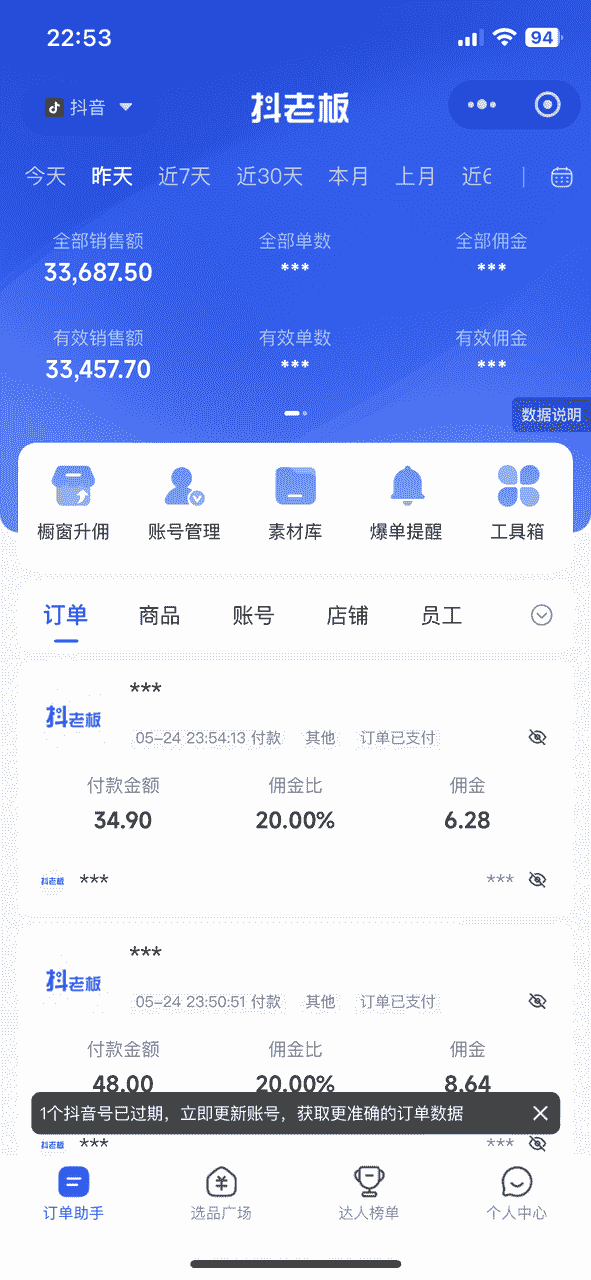 22:53
94
抖音
抖老板
今天 昨天 近7天 近30天 本月 上月 近6
全部销售额 全部单数 全部佣金
33,687.50 *** ***
有效销售额 有效单数 有效佣金
33,457.70 *** ***
数据说明
橱窗升佣 账号管理 素材库 爆单提醒 工具箱
订单 商品 账号 店铺 员工
***
抖老板
05-24 23:54:13 付款 其他 订单已支付
付款金额 佣金比 佣金
34.90 20.00% 6.28
抖老板 *** ***
***
抖老板
05-24 23:50:51 付款 其他 订单已支付
付款金额 佣金比 佣金
48.00 20.00% 8.64
1个抖音号已过期，立即更新账号，获取更准确的订单数据
抖老板 *** ***
订单助手 选品广场 达人榜单 个人中心